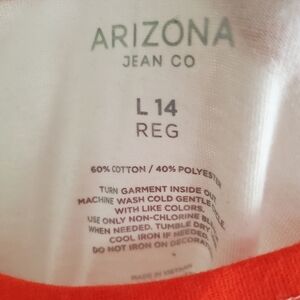 ARIZONA
JEAN CO
L 14
REG
60% COTTON / 40% POLYESTER
TURN GARMENT INSIDE OUT
MACHINE WASH COLD GENTLE
WITH LIKE COLORS.
USE ONLY NON-CHLORINE
WHEN NEEDED. TUMBLE DRY
COOL IRON IF NEEDED.
DO NOT IRON ON
MADE IN VIETNAM